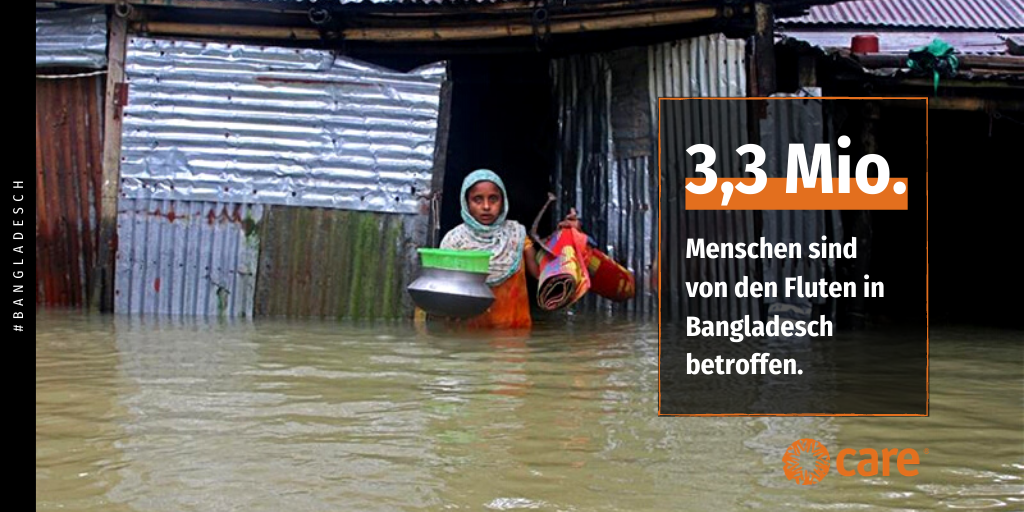 #BANGLADESCH
3,3 Mio.
Menschen sind
von den Fluten in
Bangladesch
betroffen.
care